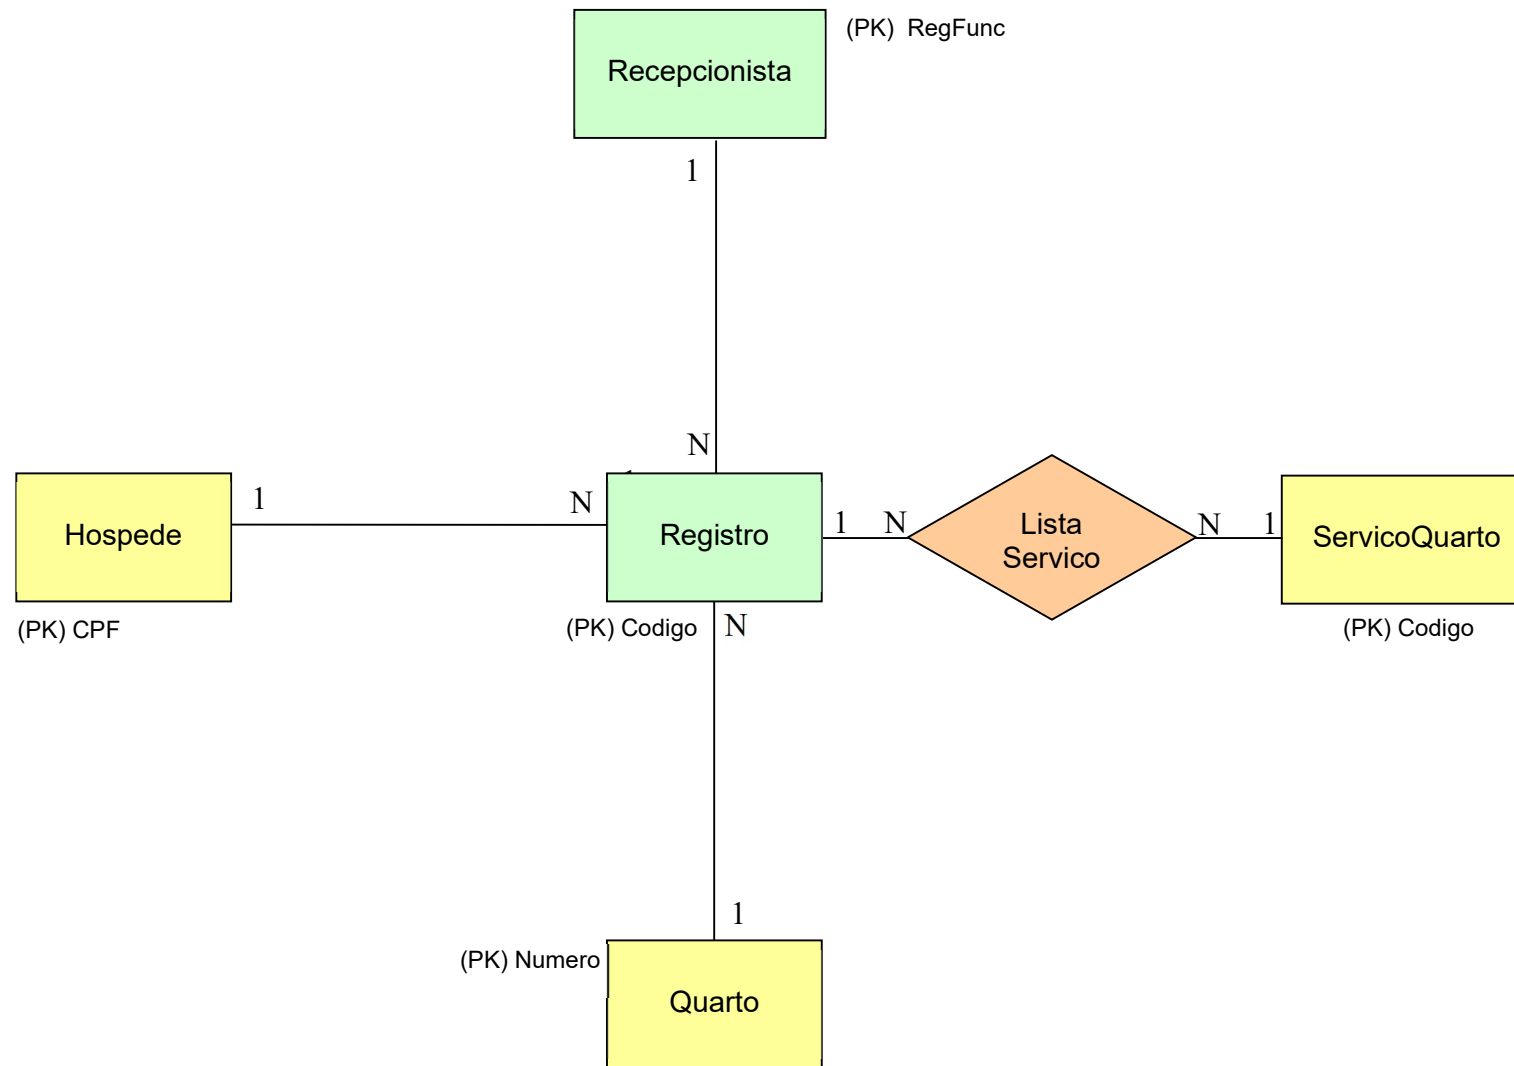 (PK) RegFunc
Recepcionista
1
N
1
N
Hospede
Registro
1
N
Lista
Servico
N
1
ServicoQuarto
(PK) CPF
(PK) Codigo
N
(PK) Codigo
1
(PK) Numero
Quarto